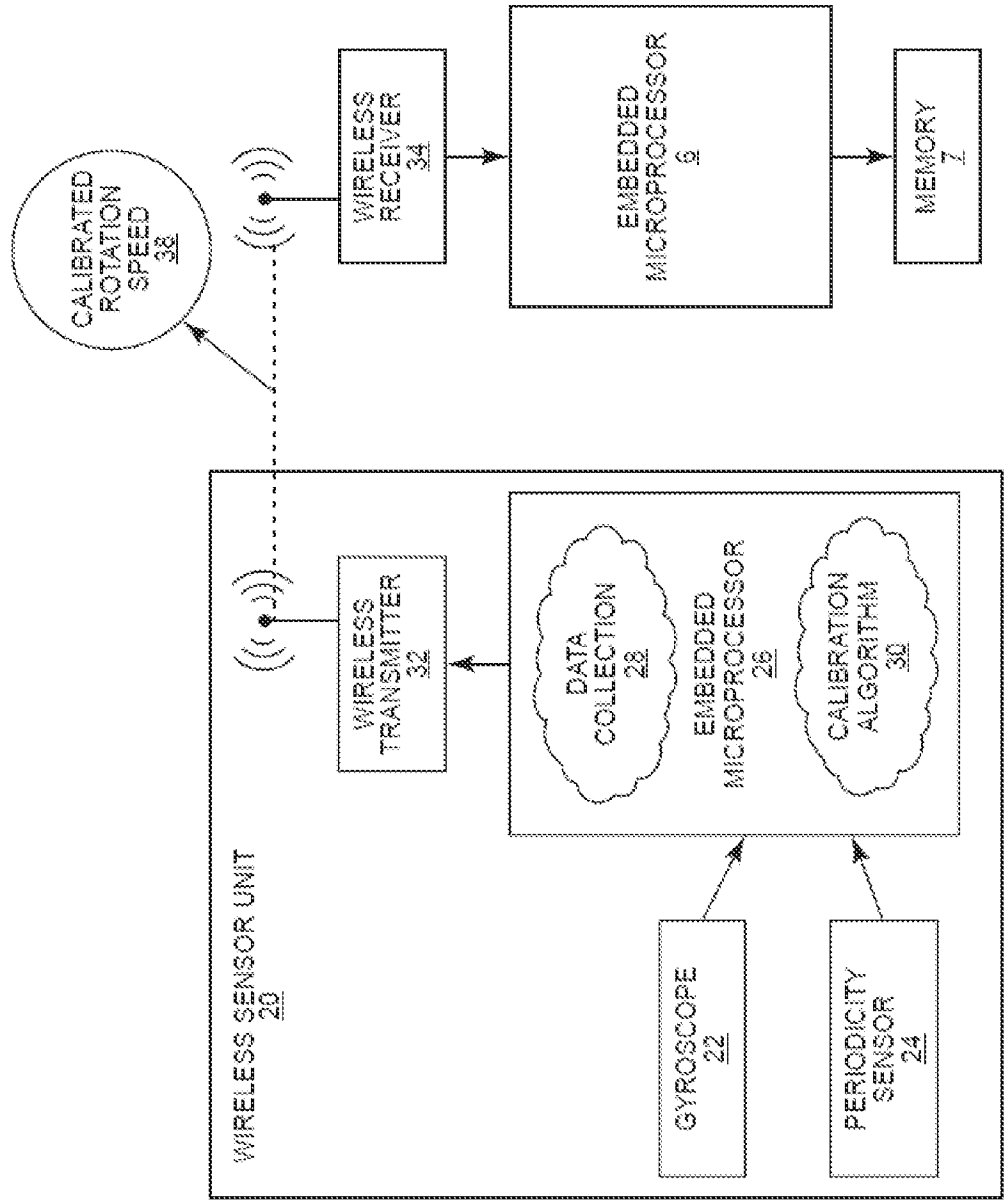 WIRELESS SENSOR UNIT
20
GYROSCOPE
22
PERIODICITY
SENSOR
24
WIRELESS
TRANSMITTER
32
DATA
COLLECTION
28
EMBEDDED
MICROPROCESSOR
26
CALIBRATION
ALGORITHM
30
CALIBRATED
ROTATION
SPEED
38
WIRELESS
RECEIVER
34
EMBEDDED
MICROPROCESSOR
6
MEMORY
7